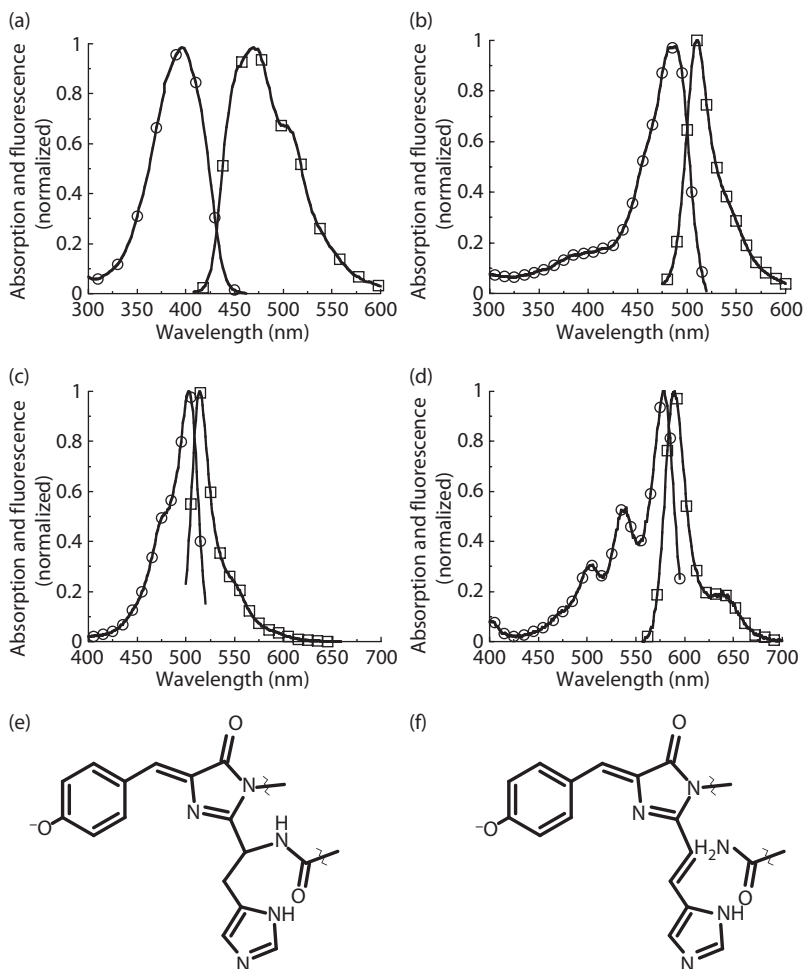 (a)
Absorption and fluorescence
(normalized)
1
0.8
0.6
0.4
0.2
0
300 350 400 450 500 550 600
Wavelength (nm)
(b)
Absorption and fluorescence
(normalized)
1
0.8
0.6
0.4
0.2
0
300 350 400 450 500 550 600
Wavelength (nm)
(c)
Absorption and fluorescence
(normalized)
1
0.8
0.6
0.4
0.2
0
400 450 500 550 600 650 700
Wavelength (nm)
(d)
Absorption and fluorescence
(normalized)
1
0.8
0.6
0.4
0.2
0
400 450 500 550 600 650 700
Wavelength (nm)
(e)
O
N
N
⁻O
H
N
O
NH
N
(f)
O
N
N
⁻O
H₂N
O
NH
N